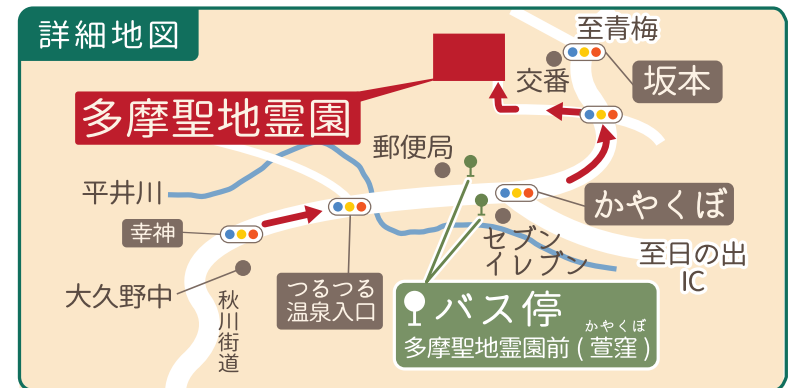 詳細地図
至青梅
交番
坂本
多摩聖地霊園
郵便局
平井川
かやくぼ
幸神
セブン
イレブン
至日の出
IC
大久野中
つるつる
温泉入口
秋川街道
バス停
かやくぼ
多摩聖地霊園前(萱窪)